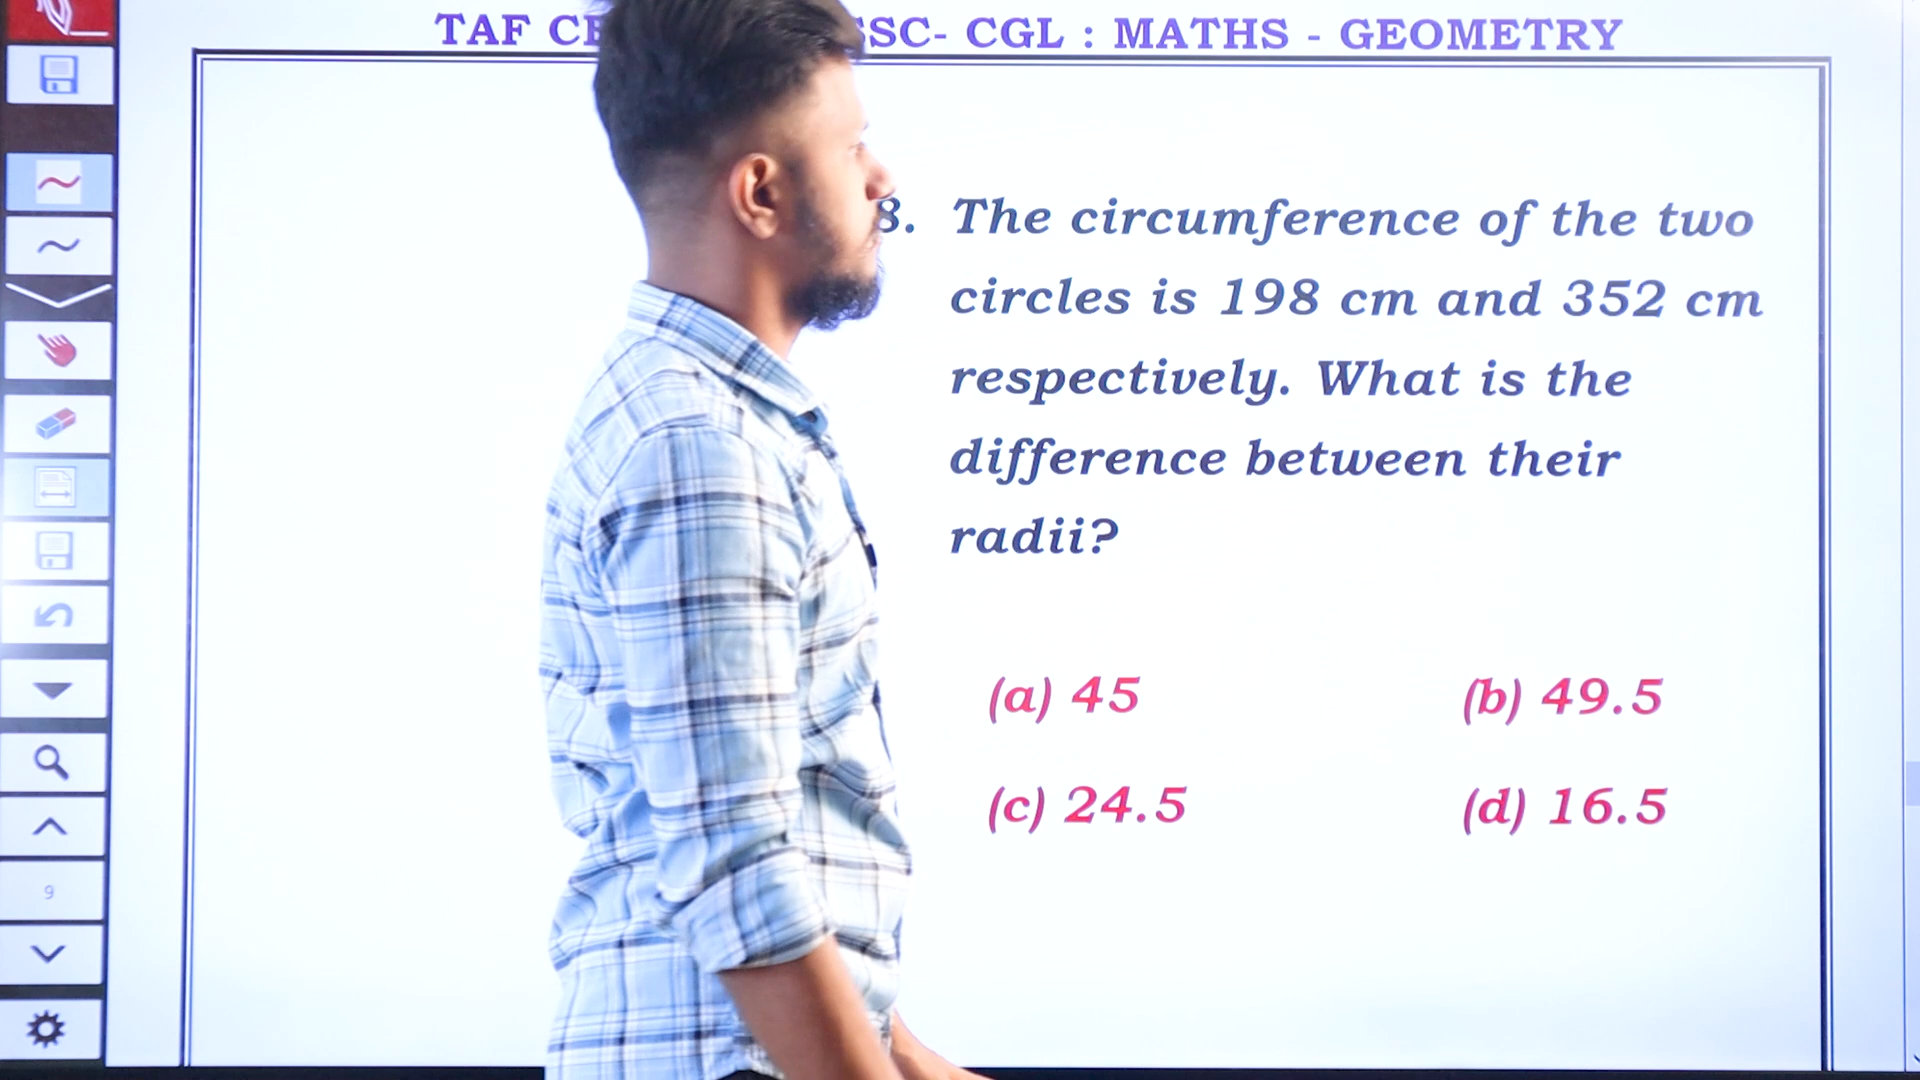 TAF SSC- CGL : MATHS - GEOMETRY
8. The circumference of the two
circles is 198 cm and 352 cm
respectively. What is the
difference between their
radii?
(a) 45 (b) 49.5
(c) 24.5 (d) 16.5
9